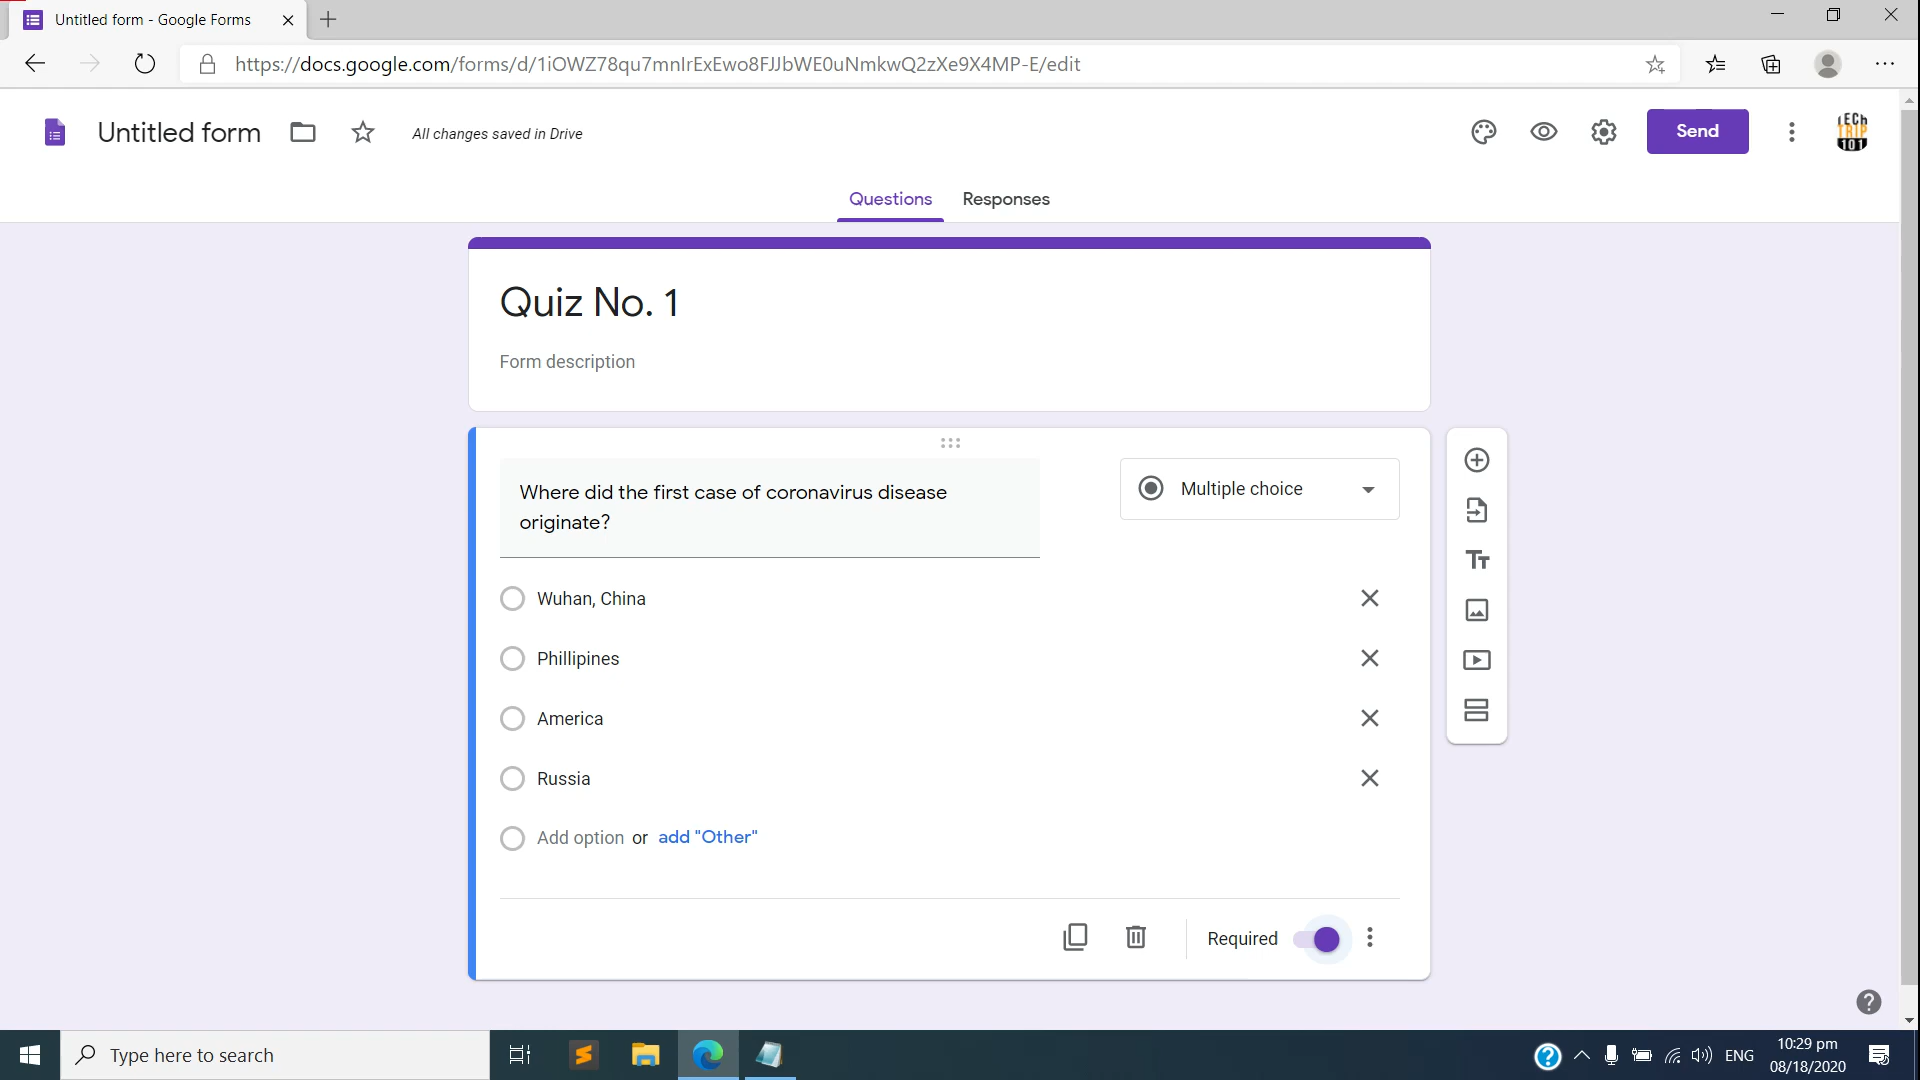 Untitled form - Google Forms
https://docs.google.com/forms/d/1iOWZ78qu7mnIrExEwo8FJJbWE0uNmkwQ2zXe9X4MP-E/edit
Untitled form
All changes saved in Drive
Send
tECh
TRIP
101
Questions
Responses
Quiz No. 1
Form description
Where did the first case of coronavirus disease
originate?
Multiple choice
Wuhan, China
Phillipines
America
Russia
Add option or add "Other"
Required
Type here to search
ENG
10:29 pm
08/18/2020